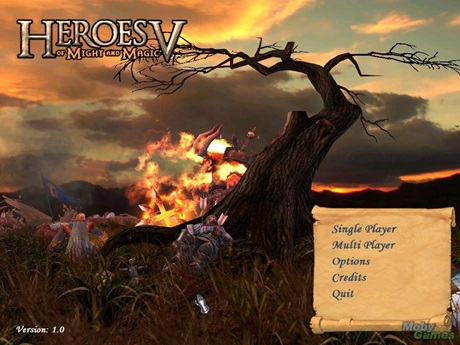 HEROES V
OF MIGHT AND MAGIC
Single Player
Multi Player
Options
Credits
Quit
Version: 1.0
Moby
Games